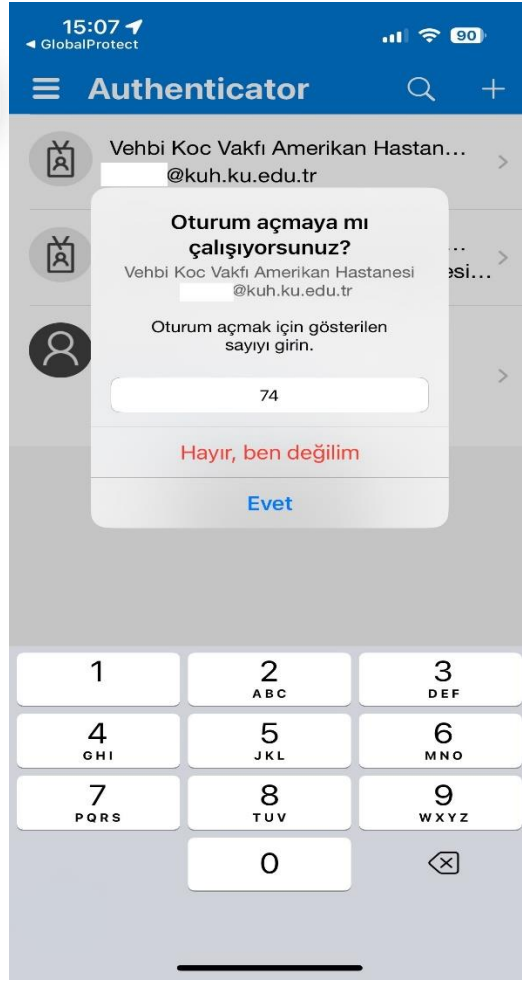 15:07
90
◄ GlobalProtect
Authenticator
Vehbi Koc Vakfı Amerikan Hastan...
@kuh.ku.edu.tr
Oturum açmaya mı
çalışıyorsunuz?
...
esi...
Vehbi Koc Vakfı Amerikan Hastanesi
@kuh.ku.edu.tr
Oturum açmak için gösterilen
sayıyı girin.
74
Hayır, ben değilim
Evet
1 2 3
ABC DEF
4 5 6
GHI JKL MNO
7 8 9
PQRS TUV WXYZ
0